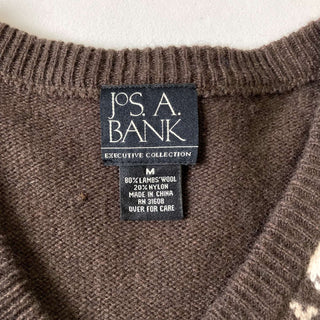 JoS. A.
BANK
EXECUTIVE COLLECTION
M
80% LAMBS' WOOL
20% NYLON
MADE IN CHINA
RN 31608
OVER FOR CARE